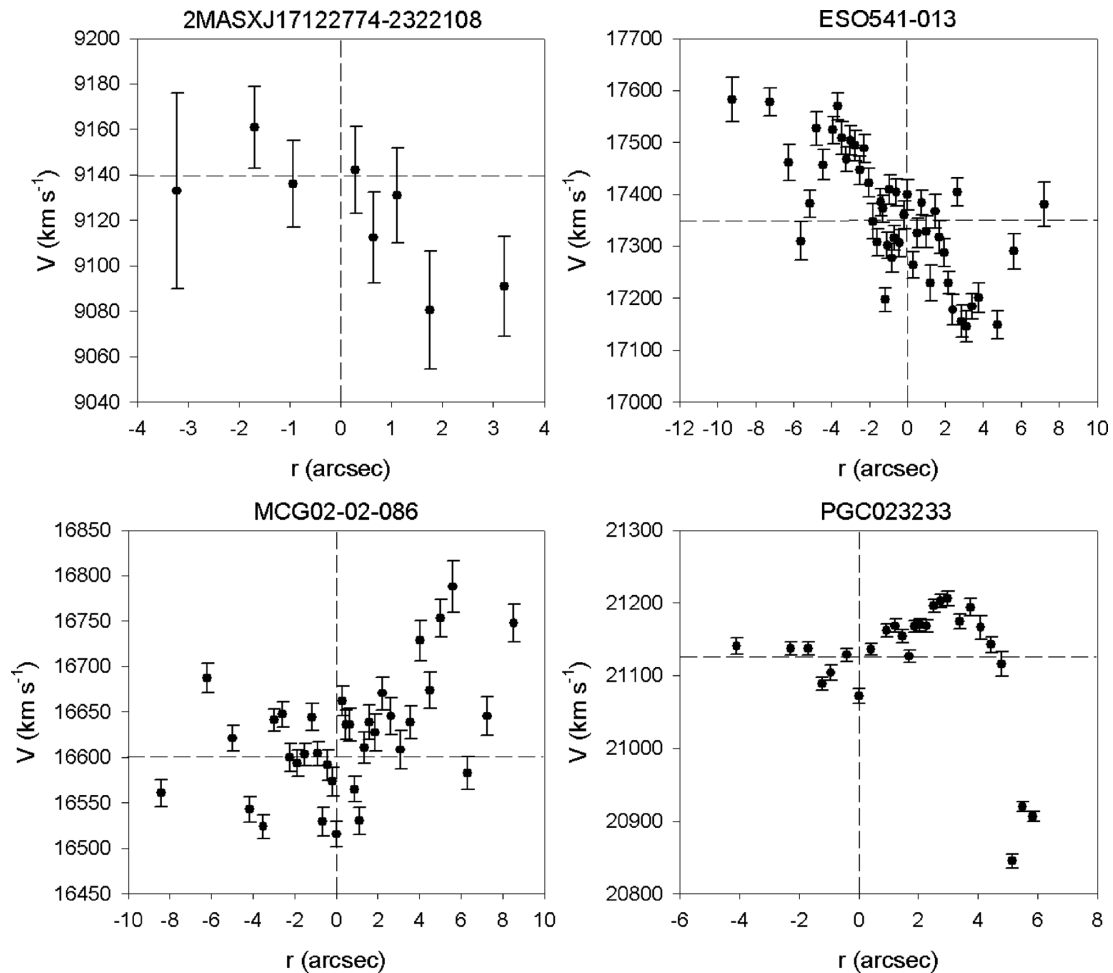 2MASXJ17122774-2322108
9200
9180
9160
9140
9120
9100
9080
9060
9040
V (km s-1)
-4 -3 -2 -1 0 1 2 3 4
r (arcsec)
ESO541-013
17700
17600
17500
17400
17300
17200
17100
17000
V (km s-1)
-12 -10 -8 -6 -4 -2 0 2 4 6 8 10
r (arcsec)
MCG02-02-086
16850
16800
16750
16700
16650
16600
16550
16500
16450
V (km s-1)
-10 -8 -6 -4 -2 0 2 4 6 8 10
r (arcsec)
PGC023233
21300
21200
21100
21000
20900
20800
V (km s-1)
-6 -4 -2 0 2 4 6 8
r (arcsec)